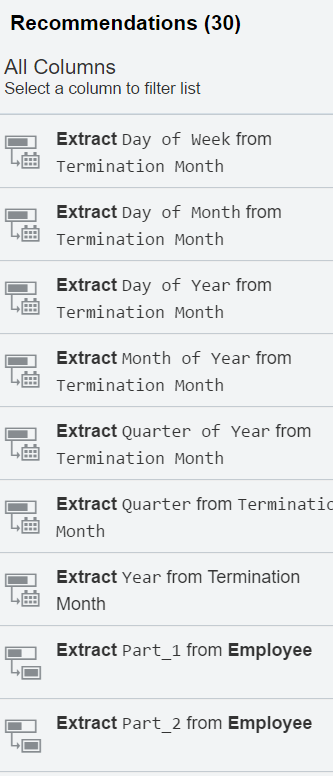 Recommendations (30)
All Columns
Select a column to filter list
Extract Day of Week from
Termination Month
Extract Day of Month from
Termination Month
Extract Day of Year from
Termination Month
Extract Month of Year from
Termination Month
Extract Quarter of Year from
Termination Month
Extract Quarter from Terminatio
Month
Extract Year from Termination
Month
Extract Part_1 from Employee
Extract Part_2 from Employee